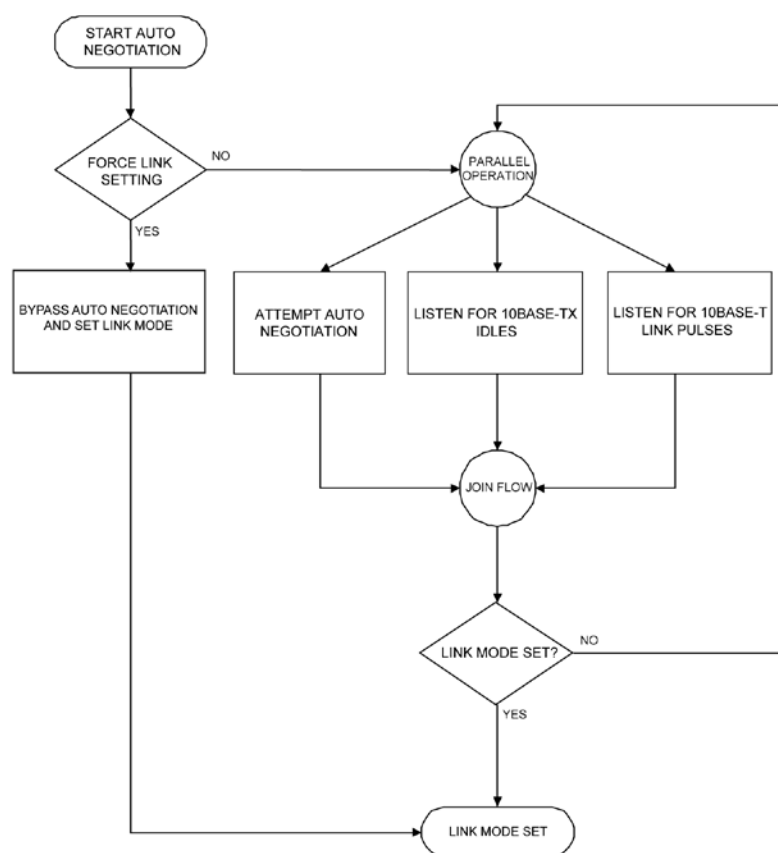 START AUTO
NEGOTIATION
FORCE LINK
SETTING
NO
PARALLEL
OPERATION
YES
BYPASS AUTO NEGOTIATION
AND SET LINK MODE
ATTEMPT AUTO
NEGOTIATION
LISTEN FOR 10BASE-TX
IDLES
LISTEN FOR 10BASE-T
LINK PULSES
JOIN FLOW
LINK MODE SET?
NO
YES
LINK MODE SET